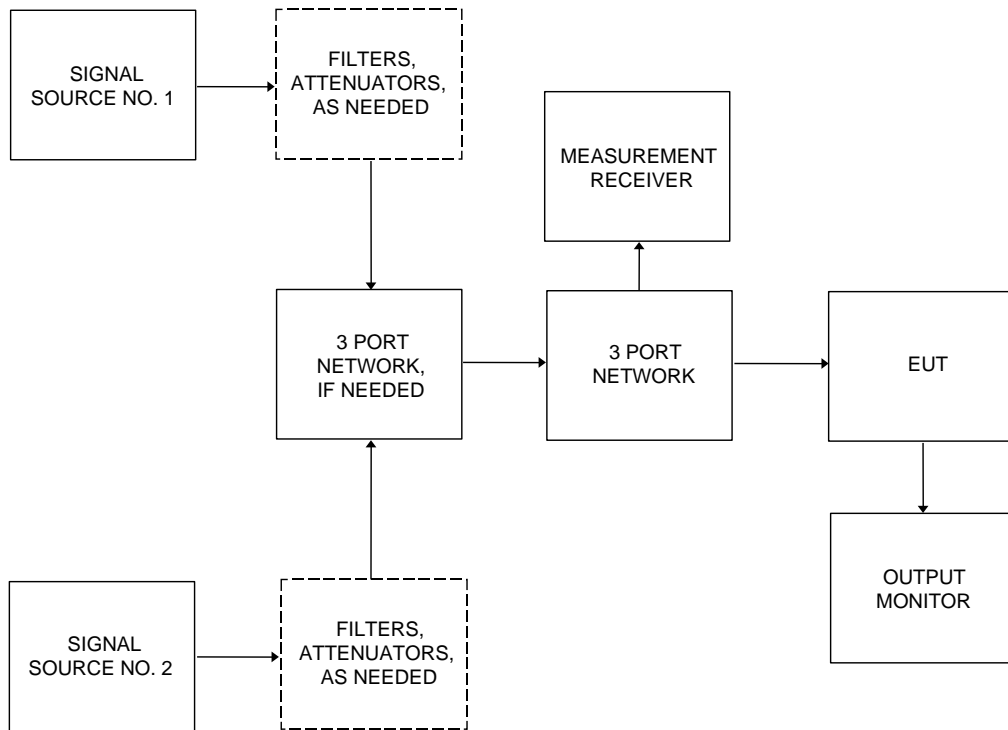 SIGNAL
SOURCE NO. 1
FILTERS,
ATTENUATORS,
AS NEEDED
MEASUREMENT
RECEIVER
3 PORT
NETWORK,
IF NEEDED
3 PORT
NETWORK
EUT
OUTPUT
MONITOR
SIGNAL
SOURCE NO. 2
FILTERS,
ATTENUATORS,
AS NEEDED